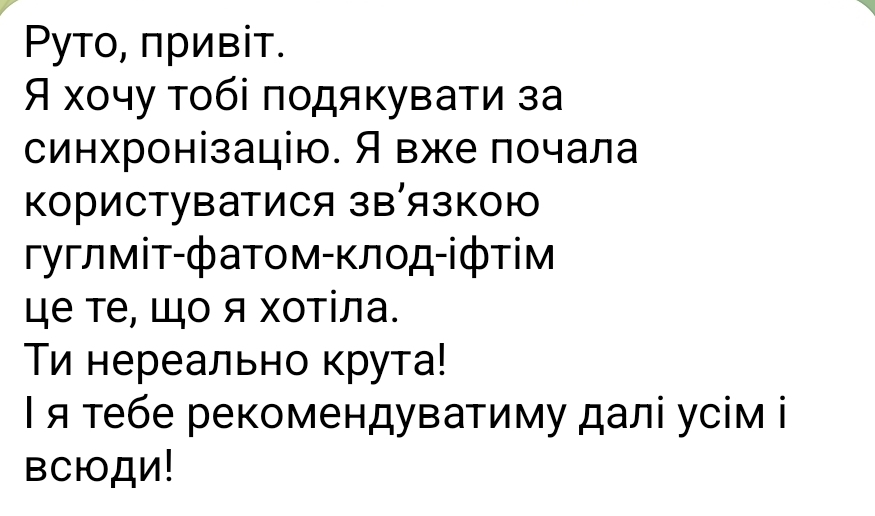 Руто, привіт.
Я хочу тобі подякувати за
синхронізацію. Я вже почала
користуватися зв’язкою
гуглміт-фатом-клод-іфтім
це те, що я хотіла.
Ти нереально крута!
І я тебе рекомендуватиму далі усім і
всюди!